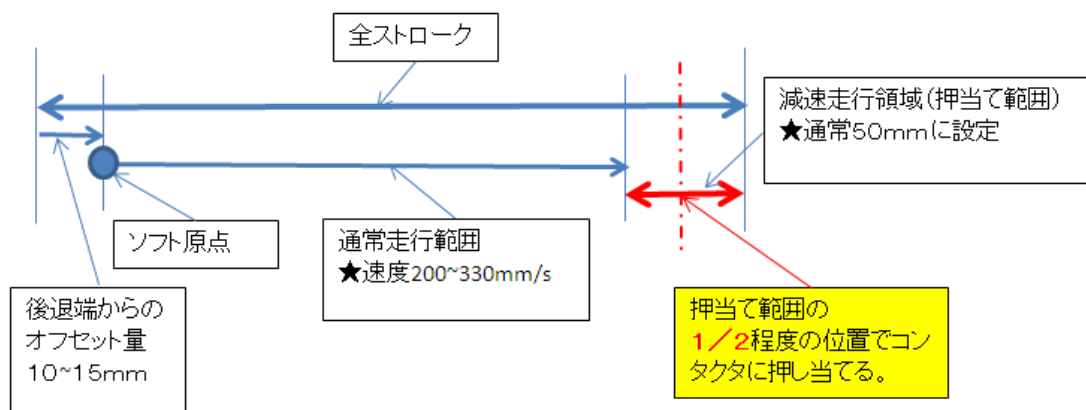 全ストローク
減速走行領域(押当て範囲)
★通常50mmに設定
ソフト原点
通常走行範囲
★速度200~330mm/s
後退端からの
オフセット量
10~15mm
押当て範囲の
1/2程度の位置でコン
タクタに押し当てる。